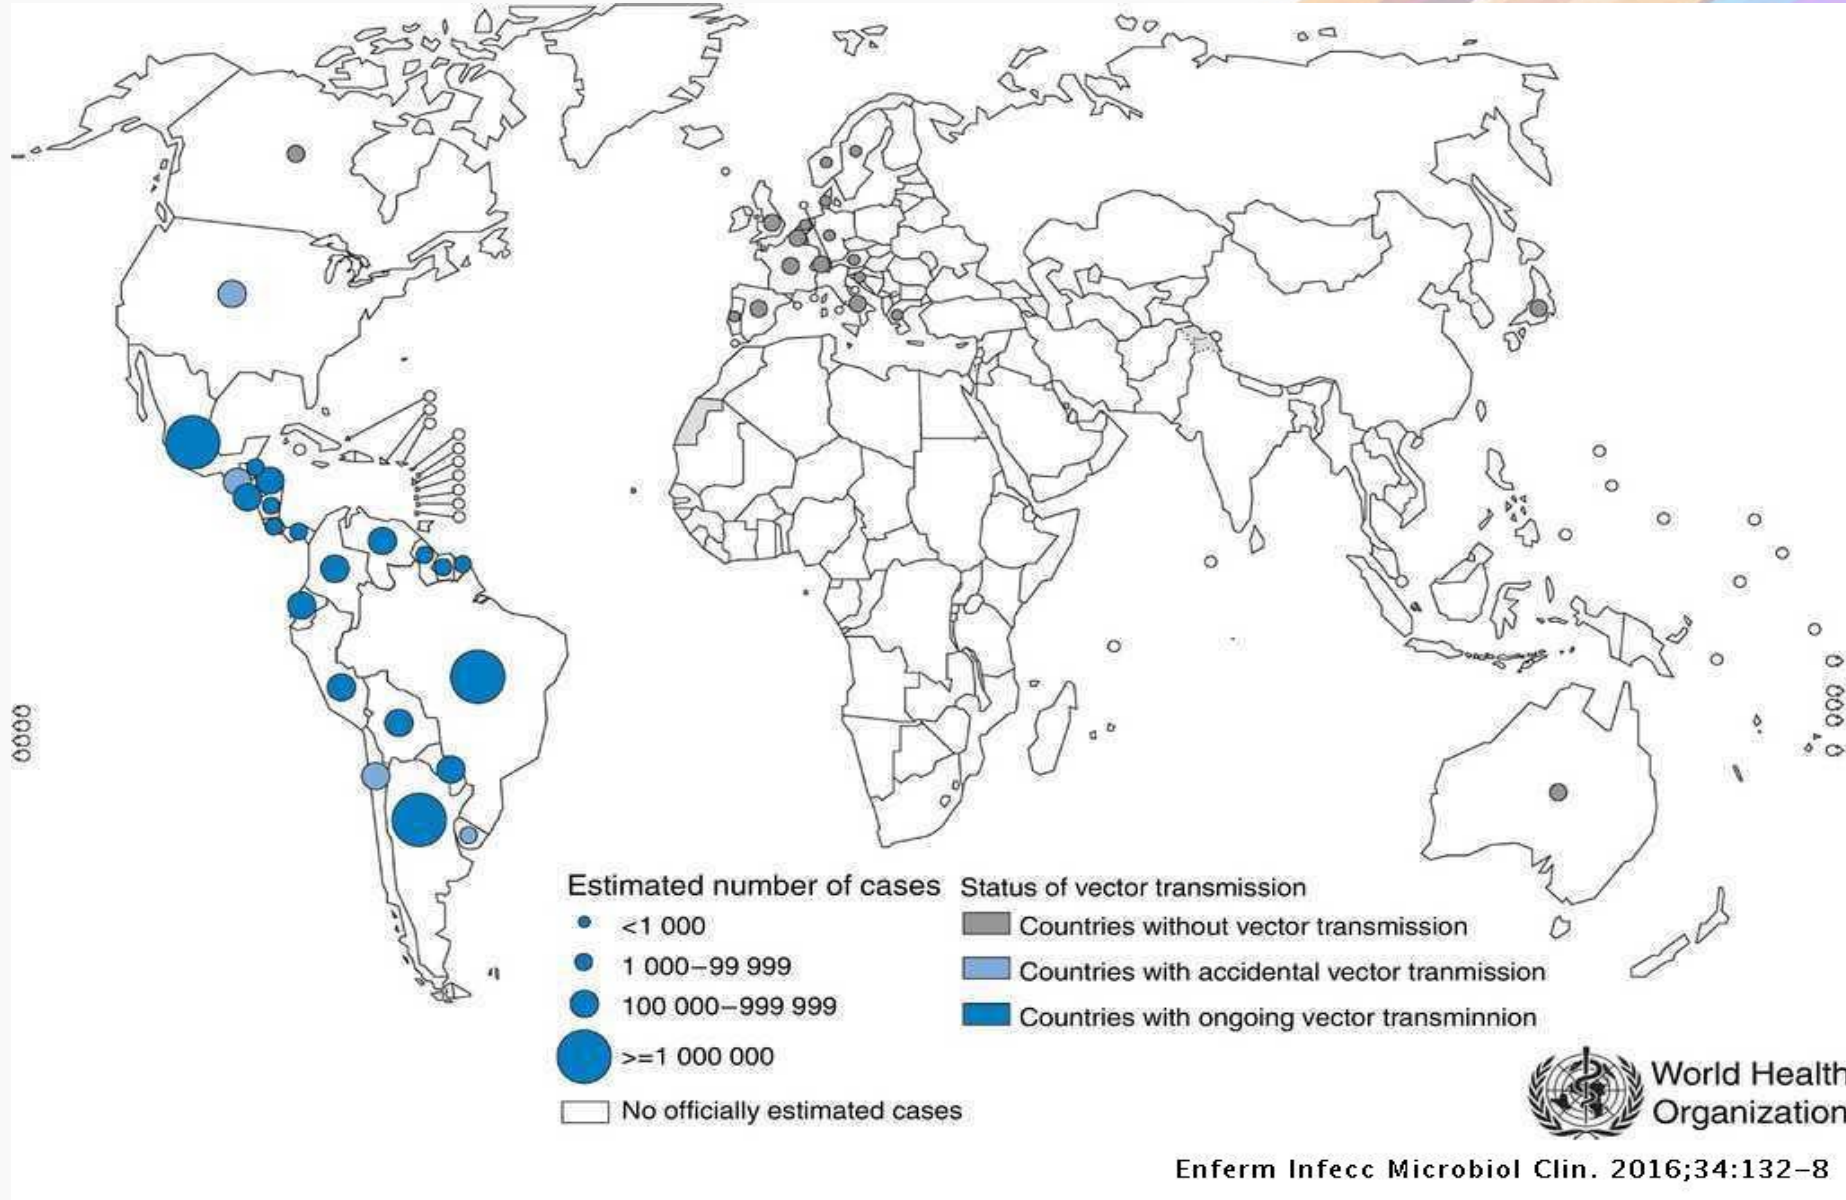 Estimated number of cases
<1 000
1 000–99 999
100 000–999 999
>=1 000 000
No officially estimated cases
Status of vector transmission
Countries without vector transmission
Countries with accidental vector tranmission
Countries with ongoing vector transminnion
World Health
Organization
Enferm Infecc Microbiol Clin. 2016;34:132–8